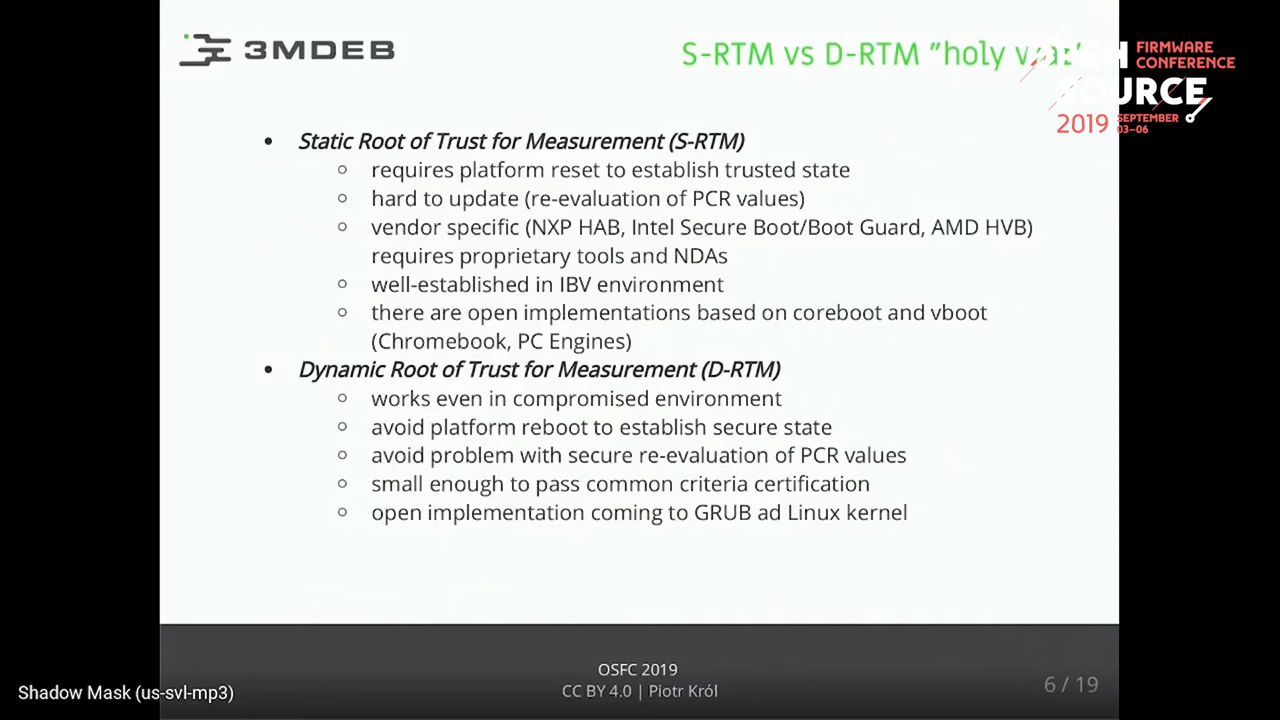 3MDEB
S-RTM vs D-RTM "holy war"
OPEN
SOURCE
FIRMWARE
CONFERENCE
2019
SEPTEMBER
03–06
• Static Root of Trust for Measurement (S-RTM)
○ requires platform reset to establish trusted state
○ hard to update (re-evaluation of PCR values)
○ vendor specific (NXP HAB, Intel Secure Boot/Boot Guard, AMD HVB)
requires proprietary tools and NDAs
○ well-established in IBV environment
○ there are open implementations based on coreboot and vboot
(Chromebook, PC Engines)
• Dynamic Root of Trust for Measurement (D-RTM)
○ works even in compromised environment
○ avoid platform reboot to establish secure state
○ avoid problem with secure re-evaluation of PCR values
○ small enough to pass common criteria certification
○ open implementation coming to GRUB ad Linux kernel
OSFC 2019
CC BY 4.0 | Piotr Król
6 / 19
Shadow Mask (us-svl-mp3)